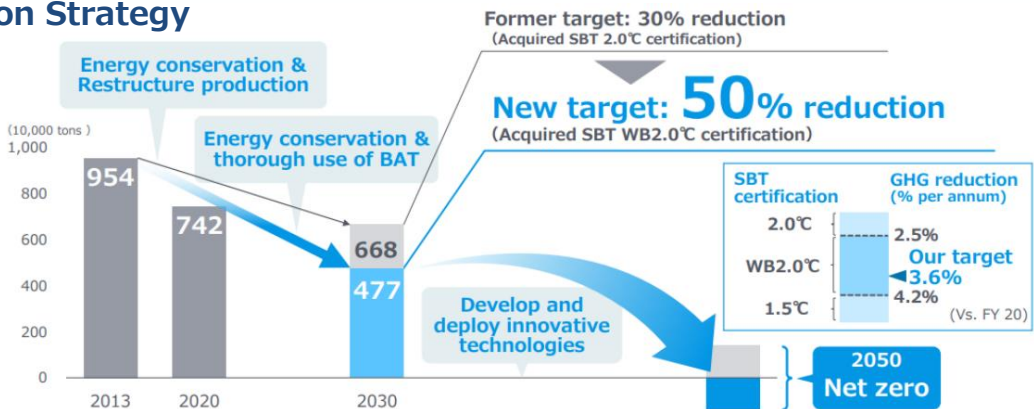 on Strategy
Former target: 30% reduction
(Acquired SBT 2.0℃ certification)
New target: 50% reduction
(Acquired SBT WB2.0℃ certification)
Energy conservation &
Restructure production
Energy conservation &
thorough use of BAT
(10,000 tons )
1,000
800
600
400
200
0
954
742
668
477
2013
2020
2030
Develop and
deploy innovative
technologies
SBT
certification
GHG reduction
(% per annum)
2.0℃
2.5%
WB2.0℃
Our target
3.6%
4.2%
1.5℃
(Vs. FY 20)
2050
Net zero